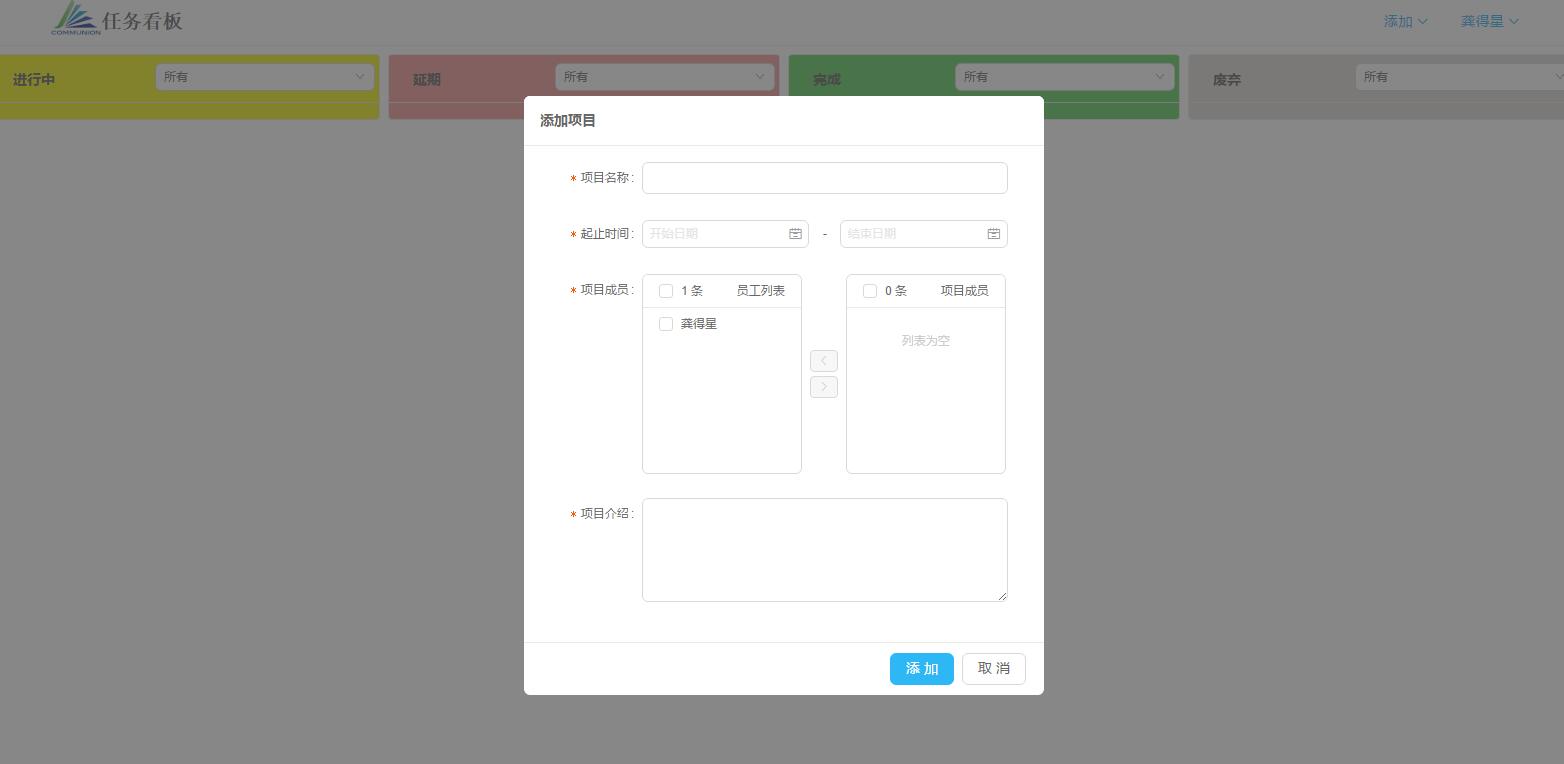 COMMUNION 任务看板 添加 龚得星
进行中 所有 延期 所有 完成 所有 废弃 所有
添加项目
* 项目名称:
* 起止时间: 开始日期 - 结束日期
* 项目成员: 1 条 员工列表 0 条 项目成员
龚得星
列表为空
* 项目介绍:
添 加 取 消